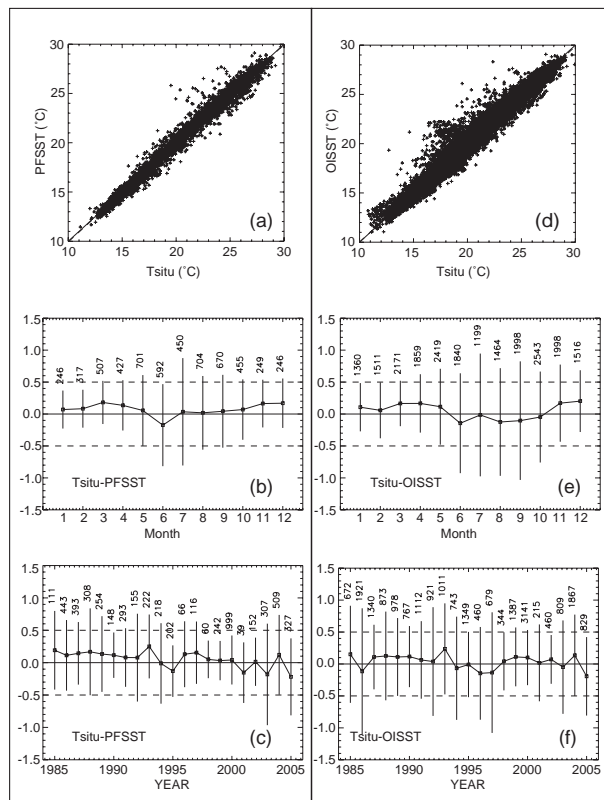 30
25
20
15
10
PFSST (˚C)
10 15 20 25 30
Tsitu (˚C)
(a)
30
25
20
15
10
OISST (˚C)
10 15 20 25 30
Tsitu (˚C)
(d)
1.5
1.0
0.5
0.0
-0.5
-1.0
-1.5
246 317 507 427 701 592 450 704 670 455 249 246
Tsitu-PFSST
(b)
1 2 3 4 5 6 7 8 9 10 11 12
Month
1.5
1.0
0.5
0.0
-0.5
-1.0
-1.5
1360 1511 2171 1859 2419 1840 1199 1464 1998 2543 1998 1516
Tsitu-OISST
(e)
1 2 3 4 5 6 7 8 9 10 11 12
Month
1.5
1.0
0.5
0.0
-0.5
-1.0
-1.5
171 443 393 308 254 148 293 155 222 218 202 66 116 60 242 999 39 152 307 509 327
Tsitu-PFSST
(c)
1985 1990 1995 2000 2005
YEAR
1.5
1.0
0.5
0.0
-0.5
-1.0
-1.5
672 1921 1340 873 978 767 1112 921 1011 743 1349 460 679 344 1387 3141 215 460 809 1867 829
Tsitu-OISST
(f)
1985 1990 1995 2000 2005
YEAR